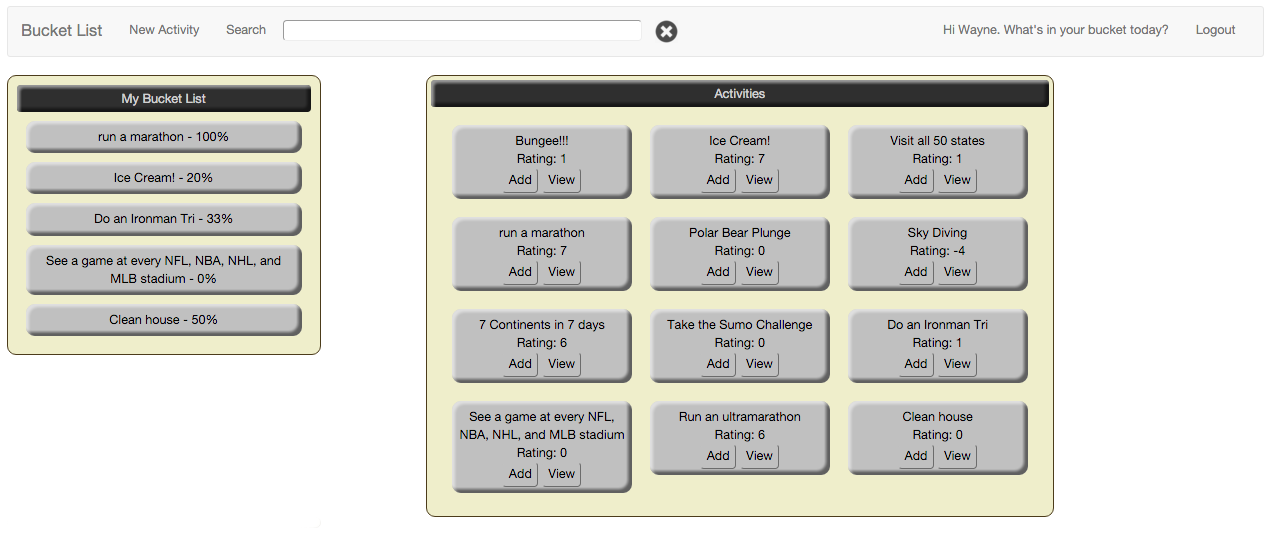 Bucket List New Activity Search Hi Wayne. What's in your bucket today? Logout
My Bucket List
run a marathon - 100%
Ice Cream! - 20%
Do an Ironman Tri - 33%
See a game at every NFL, NBA, NHL, and
MLB stadium - 0%
Clean house - 50%
Activities
Bungee!!!
Rating: 1
Add View
Ice Cream!
Rating: 7
Add View
Visit all 50 states
Rating: 1
Add View
run a marathon
Rating: 7
Add View
Polar Bear Plunge
Rating: 0
Add View
Sky Diving
Rating: -4
Add View
7 Continents in 7 days
Rating: 6
Add View
Take the Sumo Challenge
Rating: 0
Add View
Do an Ironman Tri
Rating: 1
Add View
See a game at every NFL,
NBA, NHL, and MLB stadium
Rating: 0
Add View
Run an ultramarathon
Rating: 6
Add View
Clean house
Rating: 0
Add View